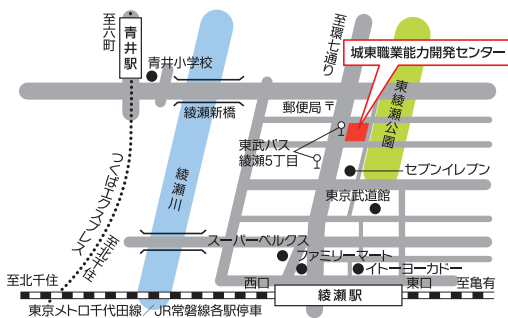 至六町
青井駅
青井小学校
至環七通り
城東職業能力開発センター
綾瀬新橋
郵便局〒
東綾瀬公園
東武バス
綾瀬5丁目
セブンイレブン
つくばエクスプレス
綾瀬川
東京武道館
至北千住
スーパーベルクス
ファミリーマート
イトーヨーカドー
至北千住
西口
綾瀬駅
東口
至亀有
東京メトロ千代田線／JR常磐線各駅停車